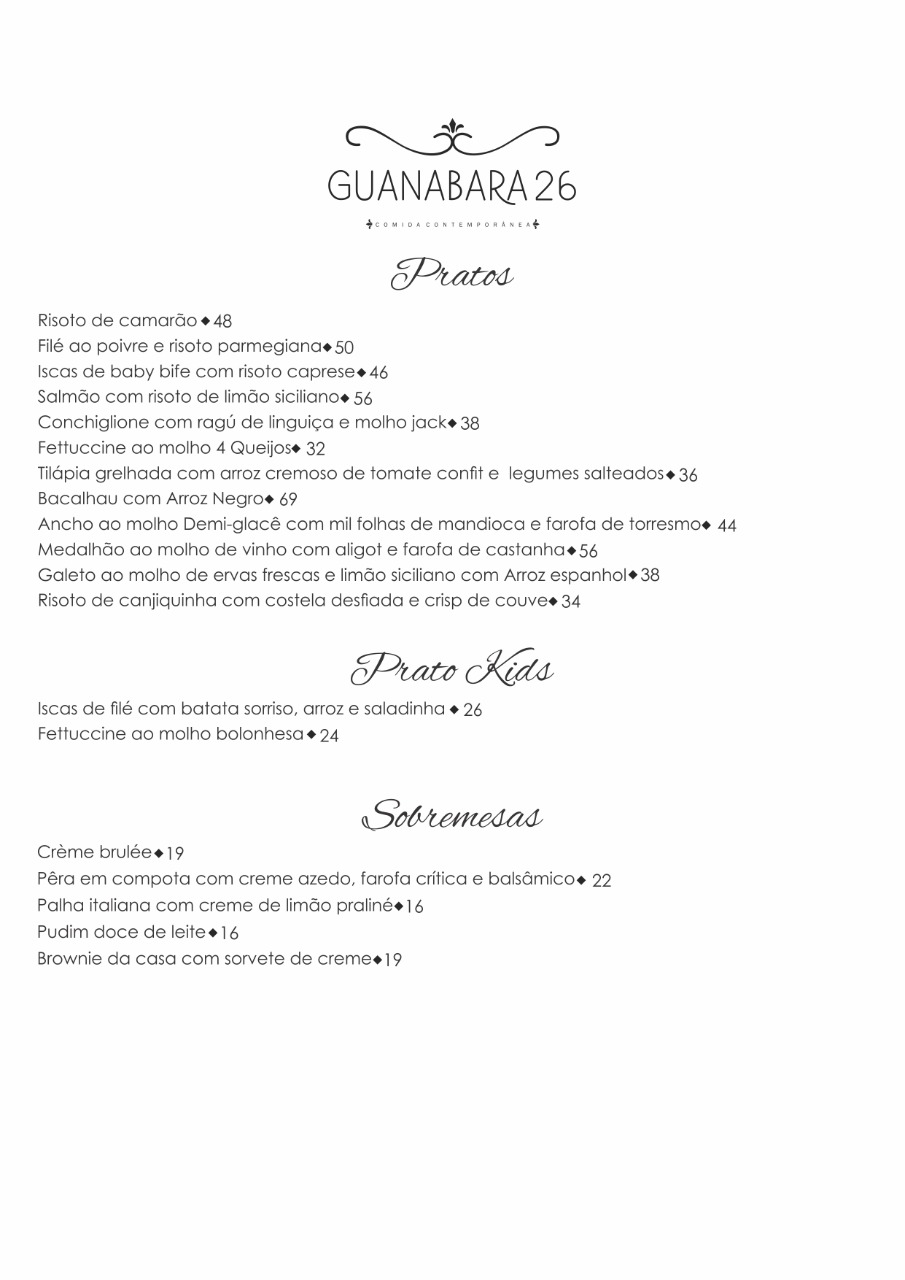 GUANABARA 26
COMIDA CONTEMPORÂNEA
Pratos
Risoto de camarão ◆ 48
Filé ao poivre e risoto parmegiana◆ 50
Iscas de baby bife com risoto caprese◆ 46
Salmão com risoto de limão siciliano◆ 56
Conchiglione com ragú de linguiça e molho jack◆ 38
Fettuccine ao molho 4 Queijos◆ 32
Tilápia grelhada com arroz cremoso de tomate confit e legumes salteados◆ 36
Bacalhau com Arroz Negro◆ 69
Ancho ao molho Demi-glacê com mil folhas de mandioca e farofa de torresmo◆ 44
Medalhão ao molho de vinho com aligot e farofa de castanha◆ 56
Galeto ao molho de ervas frescas e limão siciliano com Arroz espanhol◆ 38
Risoto de canjiquinha com costela desfiada e crisp de couve◆ 34
Prato Kids
Iscas de filé com batata sorriso, arroz e saladinha ◆ 26
Fettuccine ao molho bolonhesa ◆ 24
Sobremesas
Crème brulée◆ 19
Pêra em compota com creme azedo, farofa crítica e balsâmico◆ 22
Palha italiana com creme de limão praliné◆ 16
Pudim doce de leite ◆ 16
Brownie da casa com sorvete de creme◆ 19